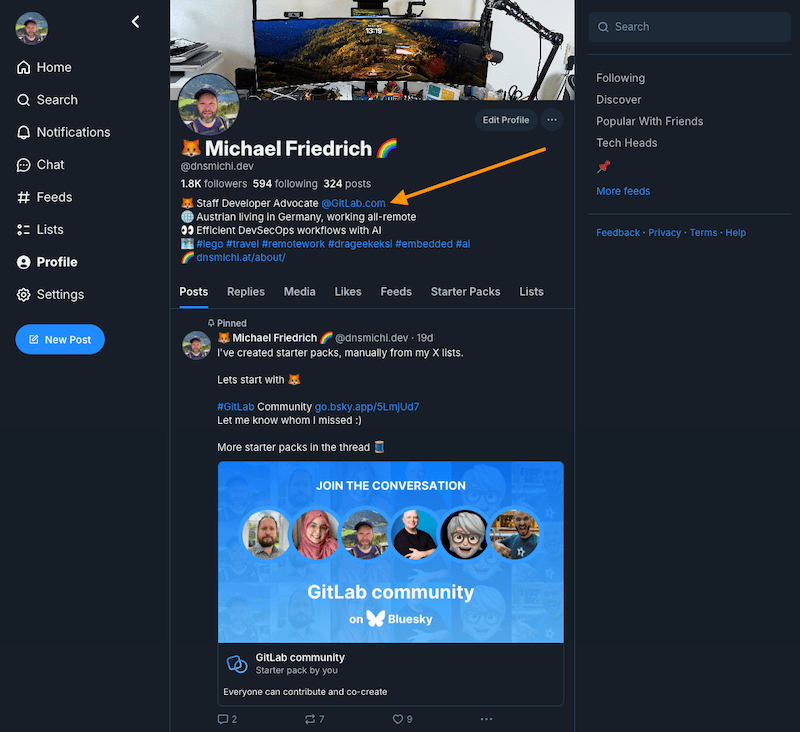 Home
Search
Notifications
Chat
Feeds
Lists
Profile
Settings
New Post
13:19
Edit Profile
🦊 Michael Friedrich 🌈
@dnsmichi.dev
1.8K followers 594 following 324 posts
🦊 Staff Developer Advocate @GitLab.com
🌐 Austrian living in Germany, working all-remote
👀 Efficient DevSecOps workflows with AI
🏝️ #lego #travel #remotework #drageekeksi #embedded #ai
🌈 dnsmichi.at/about/
Posts Replies Media Likes Feeds Starter Packs Lists
Pinned
🦊 Michael Friedrich 🌈 @dnsmichi.dev · 19d
I've created starter packs, manually from my X lists.
Lets start with 🦊
#GitLab Community go.bsky.app/5LmjUd7
Let me know whom I missed :)
More starter packs in the thread 🧵
JOIN THE CONVERSATION
GitLab community
on Bluesky
GitLab community
Starter pack by you
Everyone can contribute and co-create
2 7 9 ...
Search
Following
Discover
Popular With Friends
Tech Heads
📌
More feeds
Feedback · Privacy · Terms · Help